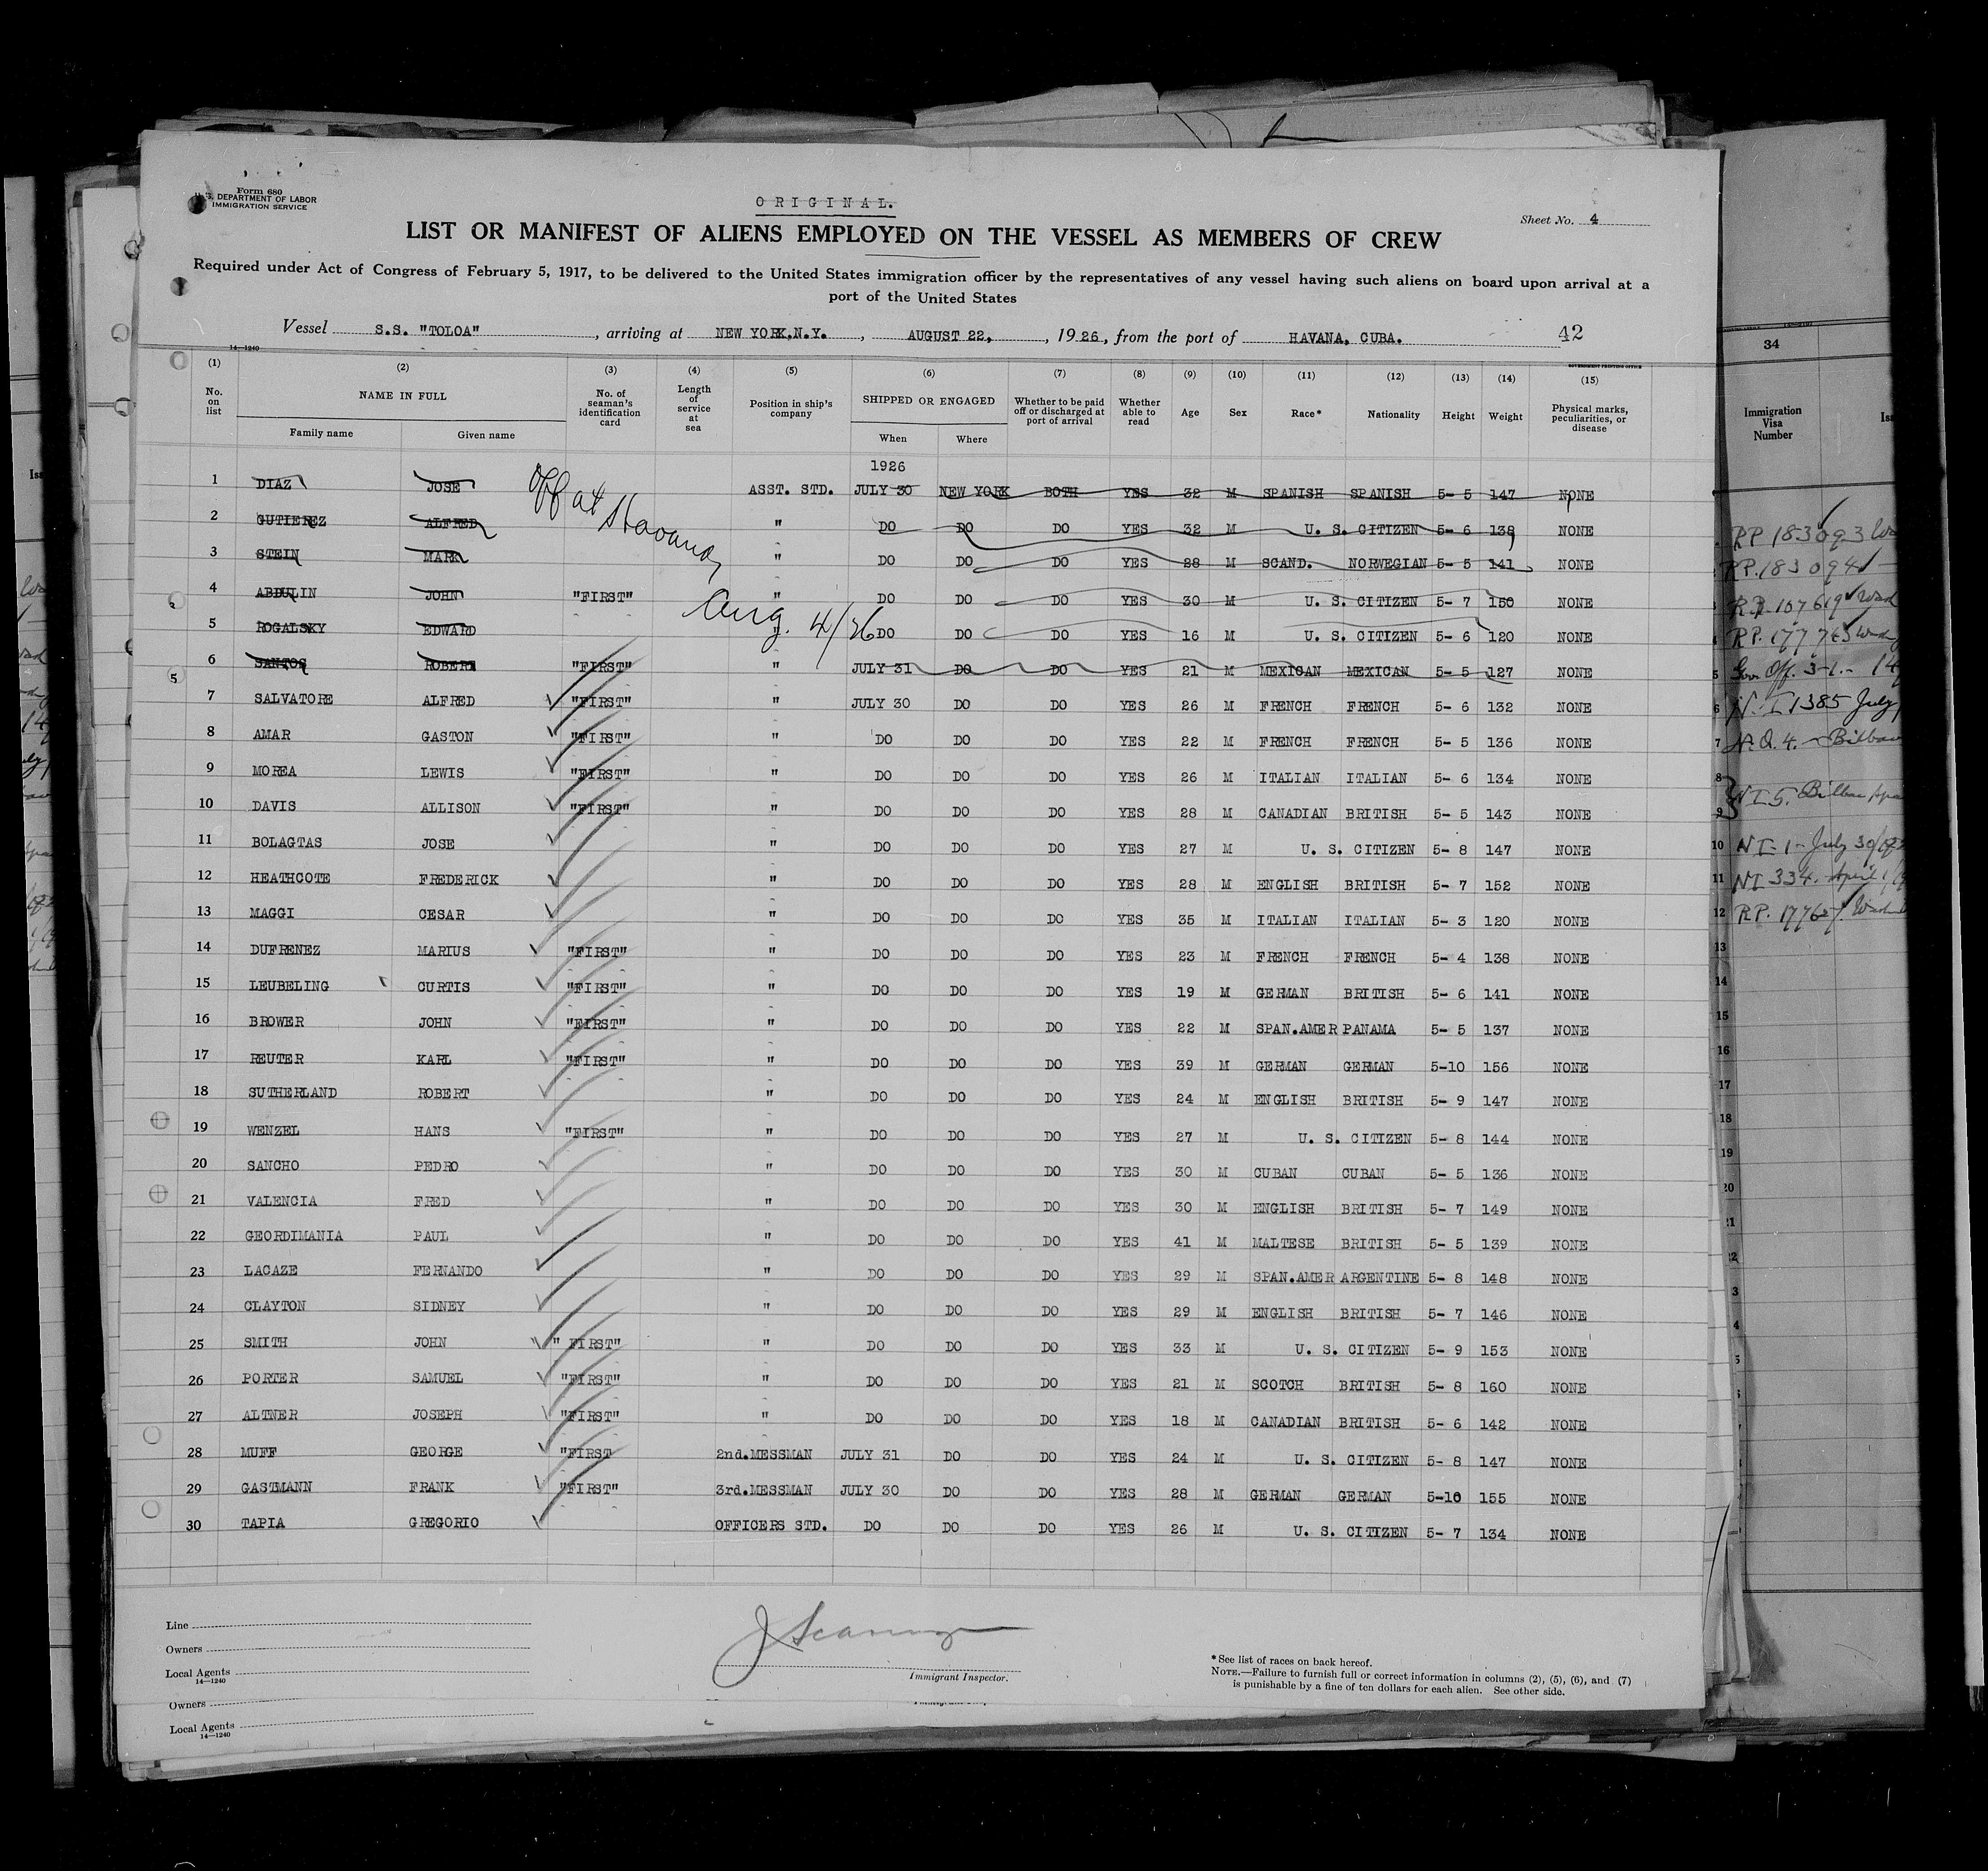 Form 680
U. S. DEPARTMENT OF LABOR
IMMIGRATION SERVICE
ORIGINAL.
Sheet No. 4
LIST OR MANIFEST OF ALIENS EMPLOYED ON THE VESSEL AS MEMBERS OF CREW
Required under Act of Congress of February 5, 1917, to be delivered to the United States immigration officer by the representatives of any vessel having such aliens on board upon arrival at a
port of the United States
Vessel S.S. "TOLOA", arriving at NEW YORK,N.Y., AUGUST 22, 1926, from the port of HAVANA, CUBA. 42
14—1240
GOVERNMENT PRINTING OFFICE
(1) (2) (3) (4) (5) (6) (7) (8) (9) (10) (11) (12) (13) (14) (15)
No. on list NAME IN FULL No. of seaman's identification card Length of service at sea Position in ship's company SHIPPED OR ENGAGED Whether to be paid off or discharged at port of arrival Whether able to read Age Sex Race* Nationality Height Weight Physical marks, peculiarities, or disease
Family name Given name When Where
1926
1 DIAZ JOSE ASST. STD. JULY 30 NEW YORK BOTH YES 32 M SPANISH SPANISH 5- 5 147 NONE
2 GUTIEREZ ALFRED " DO DO DO YES 32 M U. S. CITIZEN 5- 6 138 NONE
3 STEIN MARK " DO DO DO YES 28 M SCAND. NORWEGIAN 5- 5 141 NONE
4 ABDULIN JOHN "FIRST" " DO DO DO YES 30 M U. S. CITIZEN 5- 7 150 NONE
5 ROGALSKY EDWARD " DO DO DO YES 16 M U. S. CITIZEN 5- 6 120 NONE
6 SANTOS ROBERT "FIRST" " JULY 31 DO DO YES 21 M MEXICAN MEXICAN 5- 5 127 NONE
Off at Havana, Aug. 4/26
7 SALVATORE ALFRED "FIRST" " JULY 30 DO DO YES 26 M FRENCH FRENCH 5- 6 132 NONE
8 AMAR GASTON "FIRST" " DO DO DO YES 22 M FRENCH FRENCH 5- 5 136 NONE
9 MOREA LEWIS "FIRST" " DO DO DO YES 26 M ITALIAN ITALIAN 5- 6 134 NONE
10 DAVIS ALLISON "FIRST" " DO DO DO YES 28 M CANADIAN BRITISH 5- 5 143 NONE
11 BOLAGTAS JOSE " DO DO DO YES 27 M U. S. CITIZEN 5- 8 147 NONE
12 HEATHCOTE FREDERICK " DO DO DO YES 28 M ENGLISH BRITISH 5- 7 152 NONE
13 MAGGI CESAR " DO DO DO YES 35 M ITALIAN ITALIAN 5- 3 120 NONE
14 DUFRENEZ MARIUS "FIRST" " DO DO DO YES 23 M FRENCH FRENCH 5- 4 138 NONE
15 LEUBELING CURTIS "FIRST" " DO DO DO YES 19 M GERMAN BRITISH 5- 6 141 NONE
16 BROWER JOHN "FIRST" " DO DO DO YES 22 M SPAN.AMER PANAMA 5- 5 137 NONE
17 REUTER KARL "FIRST" " DO DO DO YES 39 M GERMAN GERMAN 5-10 156 NONE
18 SUTHERLAND ROBERT " DO DO DO YES 24 M ENGLISH BRITISH 5- 9 147 NONE
19 WENZEL HANS "FIRST" " DO DO DO YES 27 M U. S. CITIZEN 5- 8 144 NONE
20 SANCHO PEDRO " DO DO DO YES 30 M CUBAN CUBAN 5- 5 136 NONE
21 VALENCIA FRED " DO DO DO YES 30 M ENGLISH BRITISH 5- 7 149 NONE
22 GEORDIMANIA PAUL " DO DO DO YES 41 M MALTESE BRITISH 5- 5 139 NONE
23 LACAZE FERNANDO " DO DO DO YES 29 M SPAN.AMER ARGENTINE 5- 8 148 NONE
24 CLAYTON SIDNEY " DO DO DO YES 29 M ENGLISH BRITISH 5- 7 146 NONE
25 SMITH JOHN " FIRST" " DO DO DO YES 33 M U. S. CITIZEN 5- 9 153 NONE
26 PORTER SAMUEL "FIRST" " DO DO DO YES 21 M SCOTCH BRITISH 5- 8 160 NONE
27 ALTNER JOSEPH "FIRST" " DO DO DO YES 18 M CANADIAN BRITISH 5- 6 142 NONE
28 MUFF GEORGE "FIRST 2nd.MESSMAN JULY 31 DO DO YES 24 M U. S. CITIZEN 5- 8 147 NONE
29 GASTMANN FRANK "FIRST" 3rd.MESSMAN JULY 30 DO DO YES 28 M GERMAN GERMAN 5-10 155 NONE
30 TAPIA GREGORIO OFFICERS STD. DO DO DO YES 26 M U. S. CITIZEN 5- 7 134 NONE
Line
Owners
Local Agents
14—1240
Immigrant Inspector.
*See list of races on back hereof.
NOTE.—Failure to furnish full or correct information in columns (2), (5), (6), and (7)
is punishable by a fine of ten dollars for each alien. See other side.
Owners
Local Agents
14—1240
34
Immigration
Visa
Number
RP 183093
RP. 183094
RP. 107619
RP. 177763
Gov. Off. 31. - 14
N.I 1385 July
N.Q. 4. - Bilbao
NI 5. Bilbao
NI-1- July 30
NI 334. April